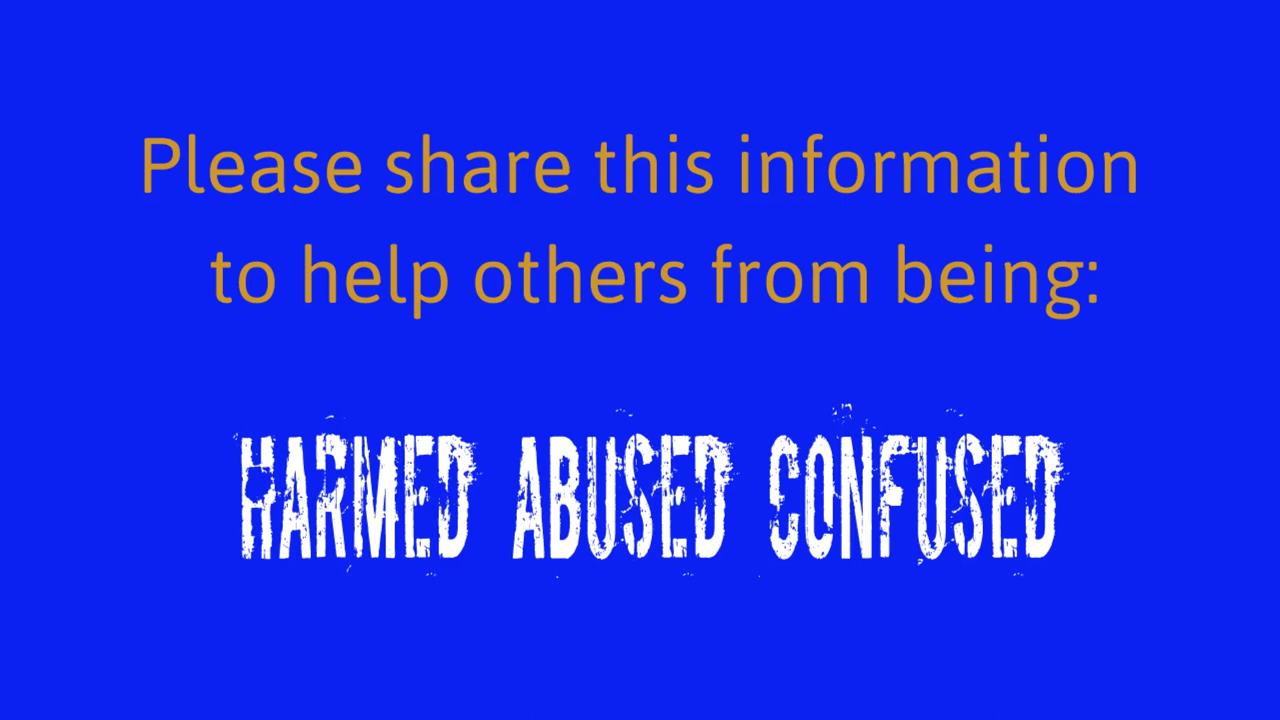 Please share this information
to help others from being:
HARMED ABUSED CONFUSED